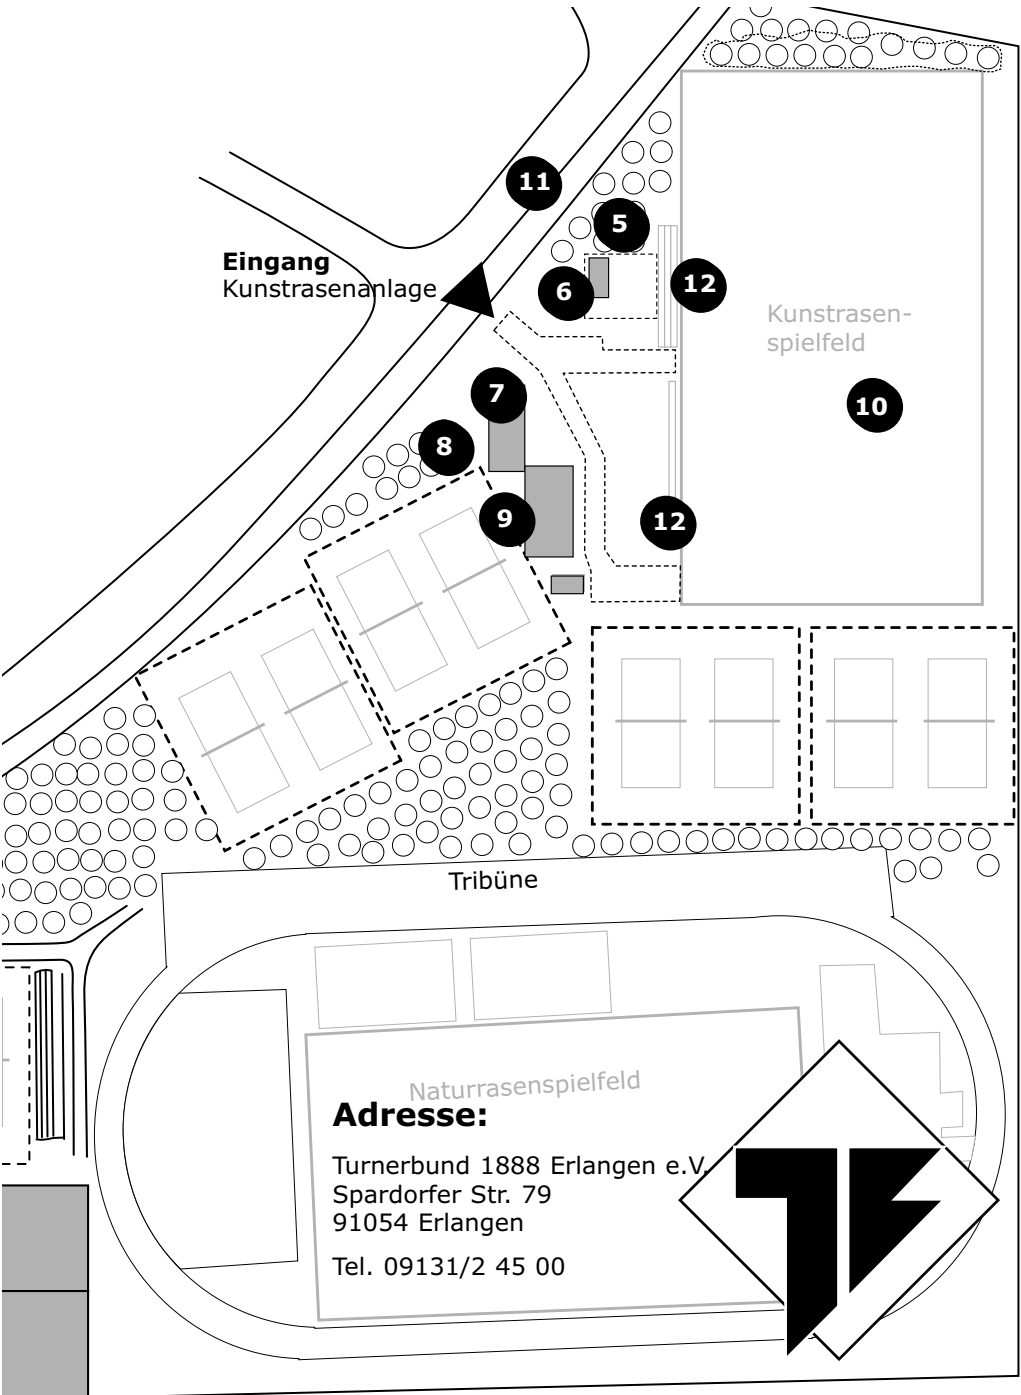 11
5
Eingang
Kunstrasenanlage
6
12
Kunstrasen-
spielfeld
7
10
8
9
12
Tribüne
Naturrasenspielfeld
Adresse:
Turnerbund 1888 Erlangen e.V.
Spardorfer Str. 79
91054 Erlangen
Tel. 09131/2 45 00